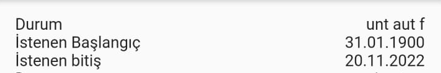 Durum unt aut f
İstenen Başlangıç 31.01.1900
İstenen bitiş 20.11.2022